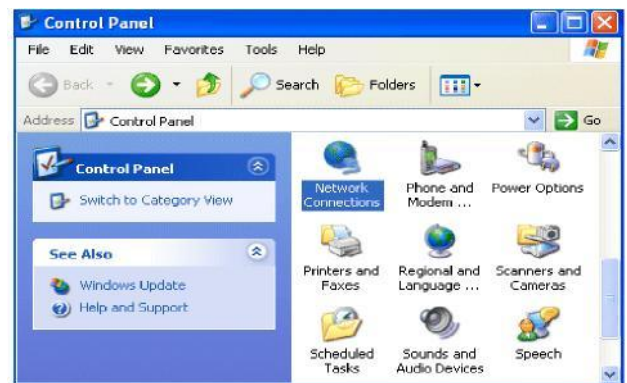 Control Panel
File Edit View Favorites Tools Help
Back Search Folders
Address Control Panel Go
Control Panel
Switch to Category View
See Also
Windows Update
Help and Support
Network Connections
Phone and Modem ...
Power Options
Printers and Faxes
Regional and Language ...
Scanners and Cameras
Scheduled Tasks
Sounds and Audio Devices
Speech